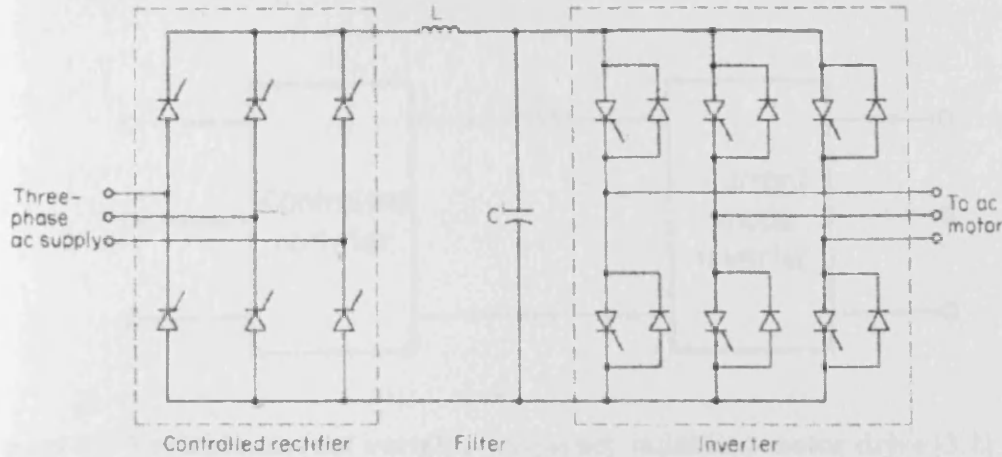 L
Three-
phase
ac supply
C
To ac
motor
Controlled rectifier
Filter
Inverter